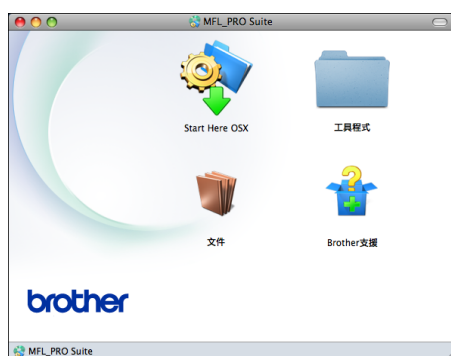 MFL_PRO Suite
Start Here OSX
工具程式
文件
Brother支援
brother
MFL_PRO Suite